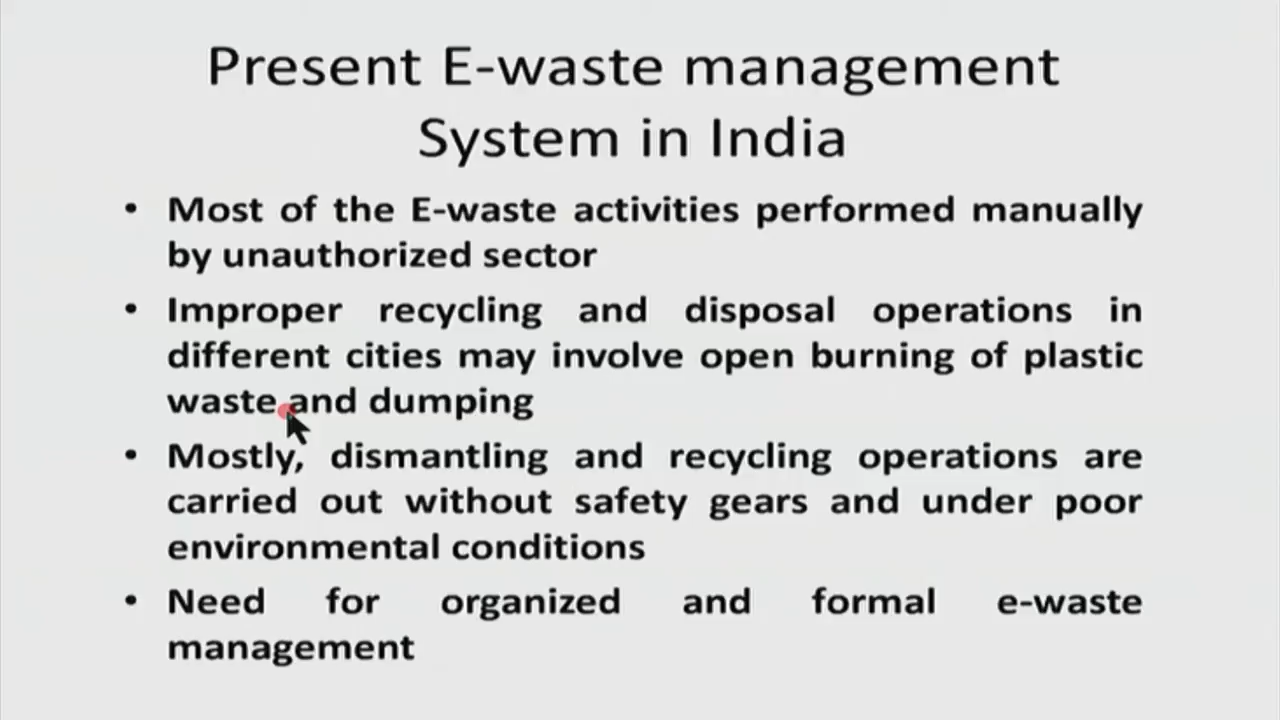 Present E-waste management
System in India
• Most of the E-waste activities performed manually
by unauthorized sector
• Improper recycling and disposal operations in
different cities may involve open burning of plastic
waste and dumping
• Mostly, dismantling and recycling operations are
carried out without safety gears and under poor
environmental conditions
• Need for organized and formal e-waste
management